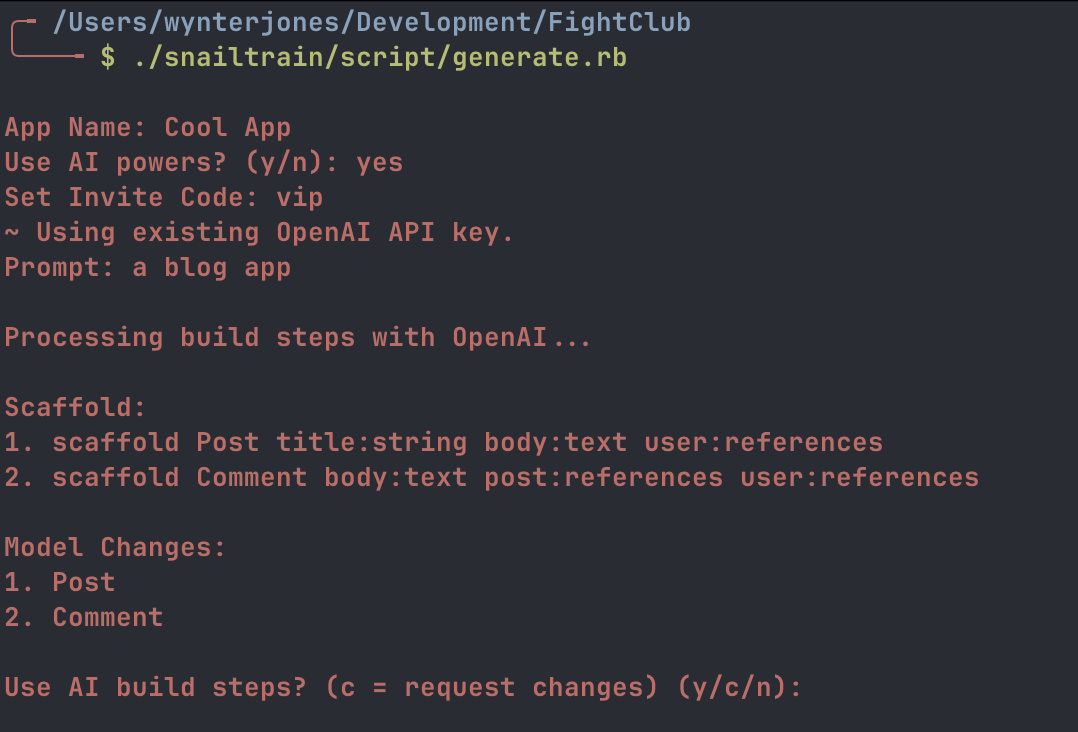 /Users/wynterjones/Development/FightClub
$ ./snailtrain/script/generate.rb
App Name: Cool App
Use AI powers? (y/n): yes
Set Invite Code: vip
~ Using existing OpenAI API key.
Prompt: a blog app
Processing build steps with OpenAI...
Scaffold:
1. scaffold Post title:string body:text user:references
2. scaffold Comment body:text post:references user:references
Model Changes:
1. Post
2. Comment
Use AI build steps? (c = request changes) (y/c/n):